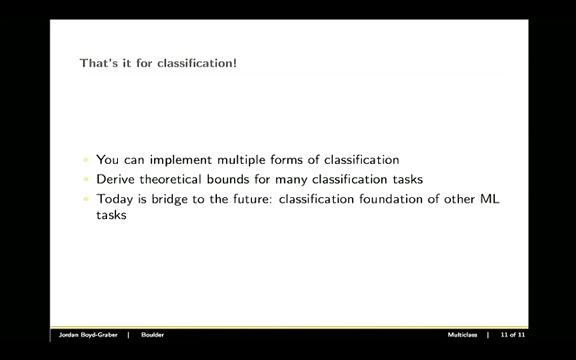 That's it for classification!
You can implement multiple forms of classification
Derive theoretical bounds for many classification tasks
Today is bridge to the future: classification foundation of other ML
tasks
Jordan Boyd-Graber | Boulder Multiclass | 11 of 11